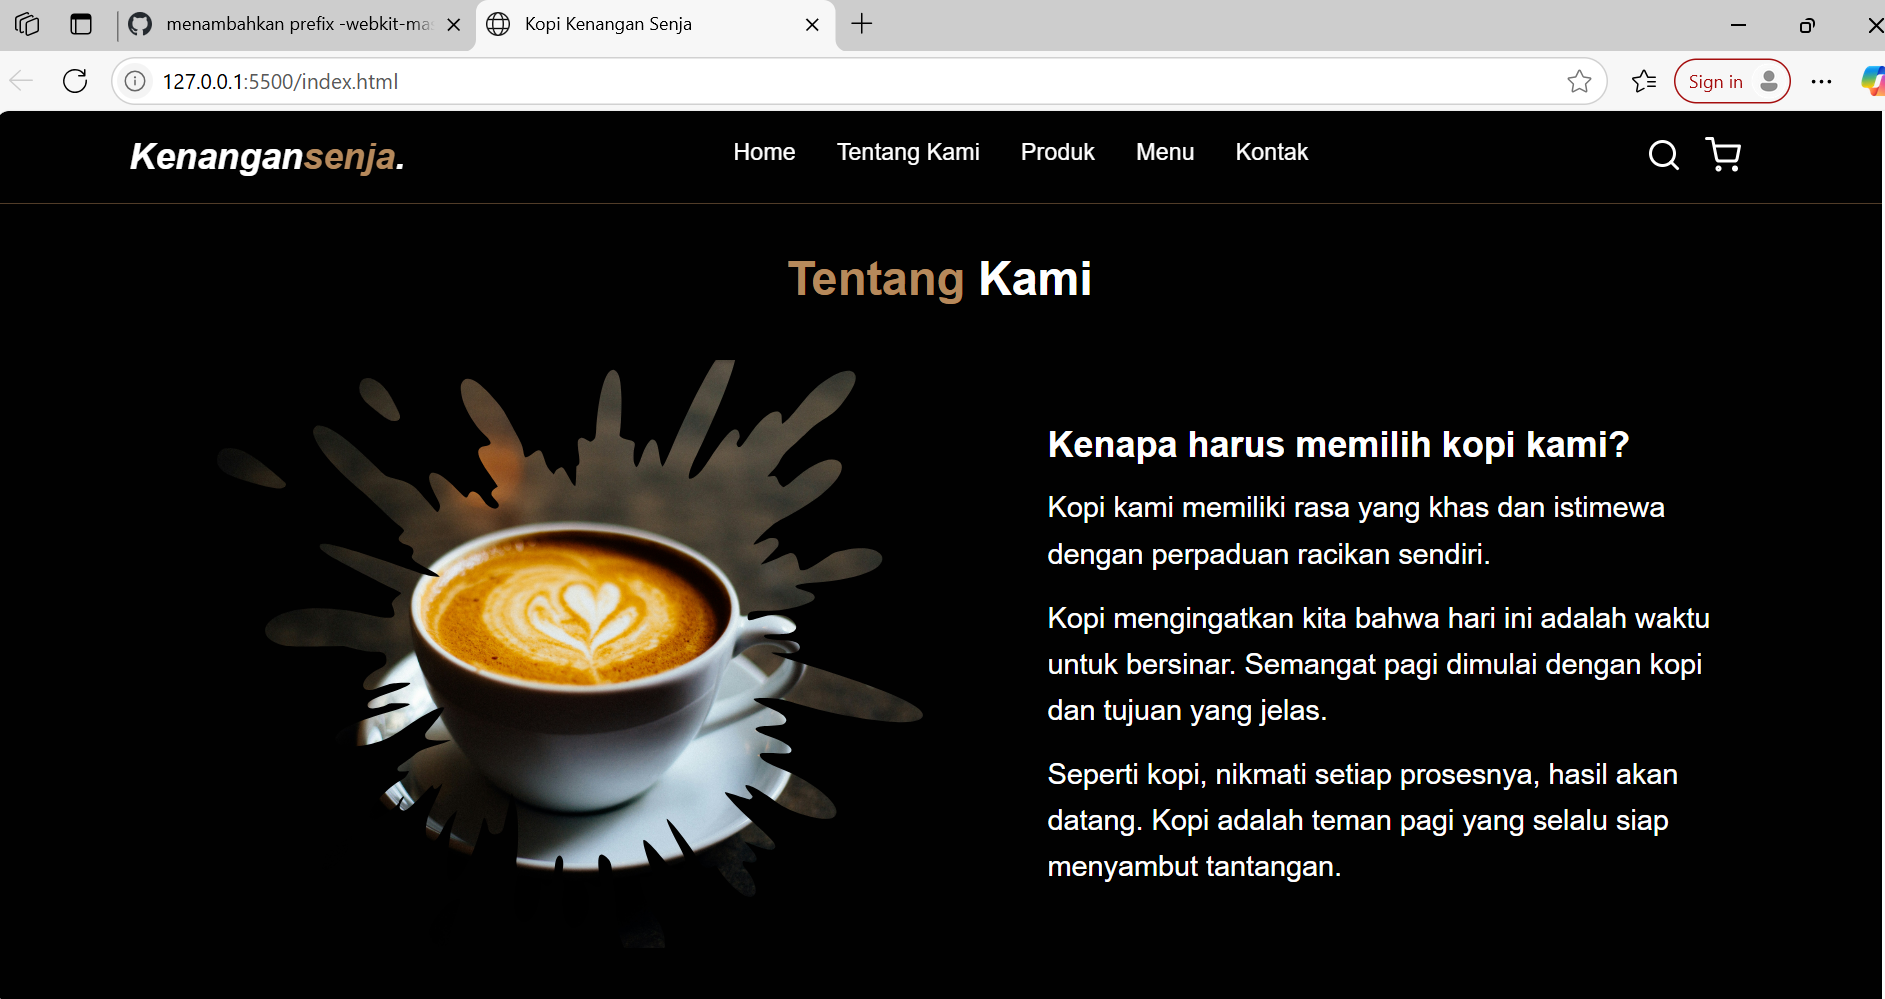 menambahkan prefix -webkit-ma
Kopi Kenangan Senja
127.0.0.1:5500/index.html
Sign in
Kenangansenja.
Home
Tentang Kami
Produk
Menu
Kontak
Tentang Kami
Kenapa harus memilih kopi kami?
Kopi kami memiliki rasa yang khas dan istimewa
dengan perpaduan racikan sendiri.
Kopi mengingatkan kita bahwa hari ini adalah waktu
untuk bersinar. Semangat pagi dimulai dengan kopi
dan tujuan yang jelas.
Seperti kopi, nikmati setiap prosesnya, hasil akan
datang. Kopi adalah teman pagi yang selalu siap
menyambut tantangan.